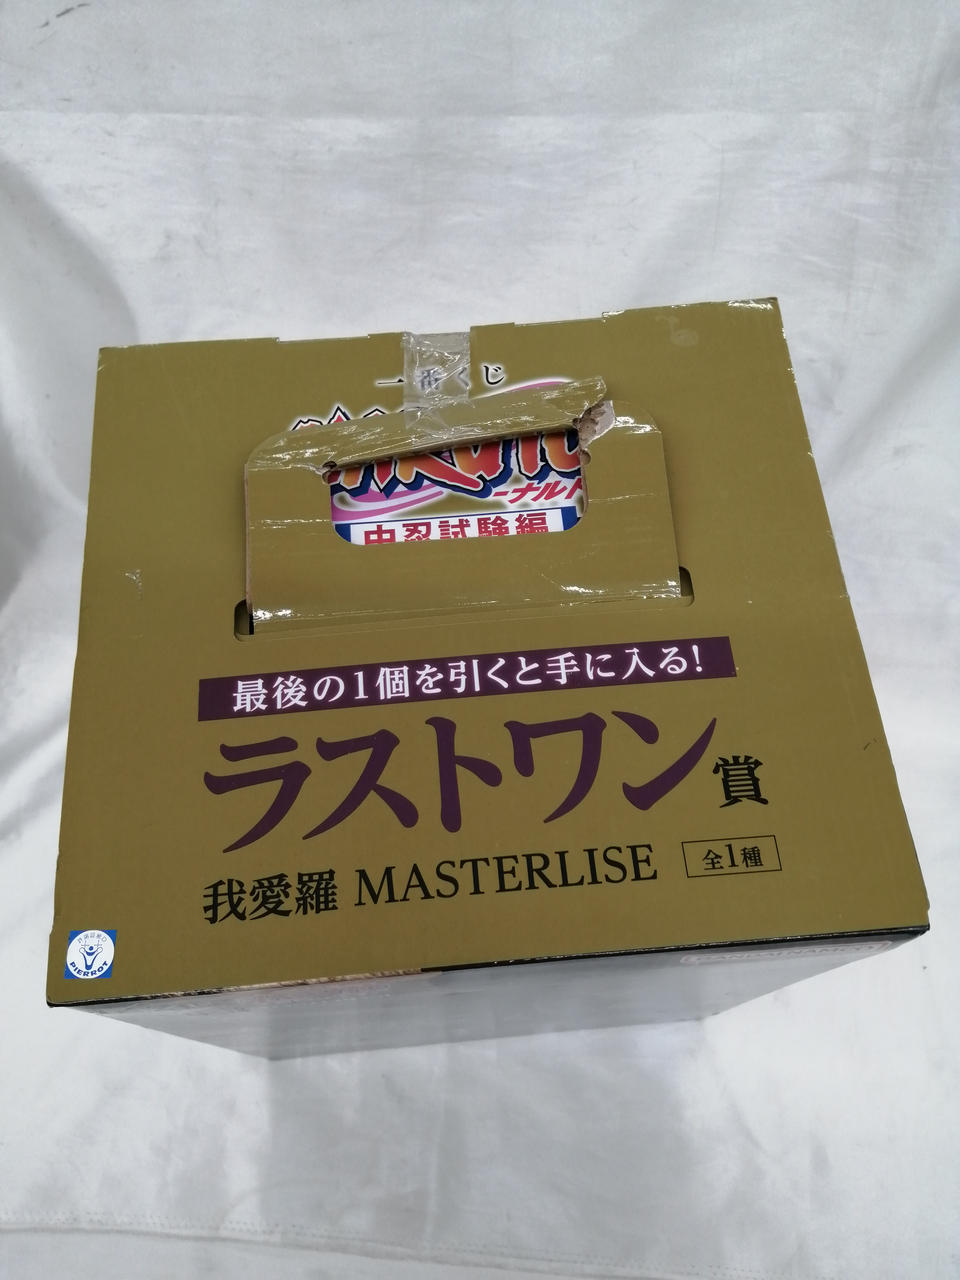 一番くじ
ーナルト
中忍試験編
最後の1個を引くと手に入る!
ラストワン賞
我愛羅 MASTERLISE 全1種
PIERROT